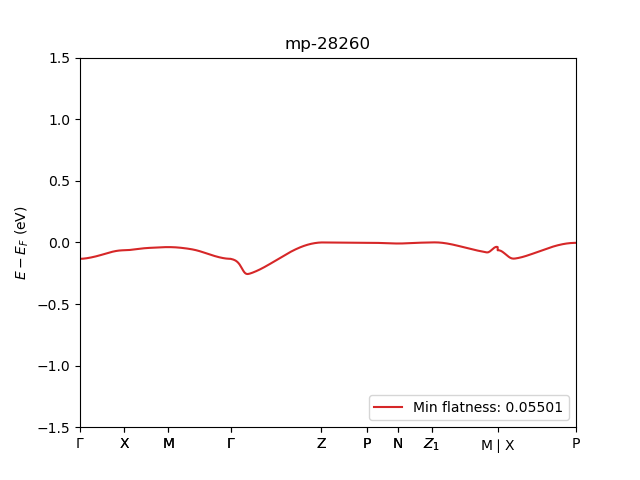 mp-28260
1.5
1.0
0.5
0.0
−0.5
−1.0
−1.5
E − E_F (eV)
Min flatness: 0.05501
Γ X M Γ Z P N Z₁ M | X P